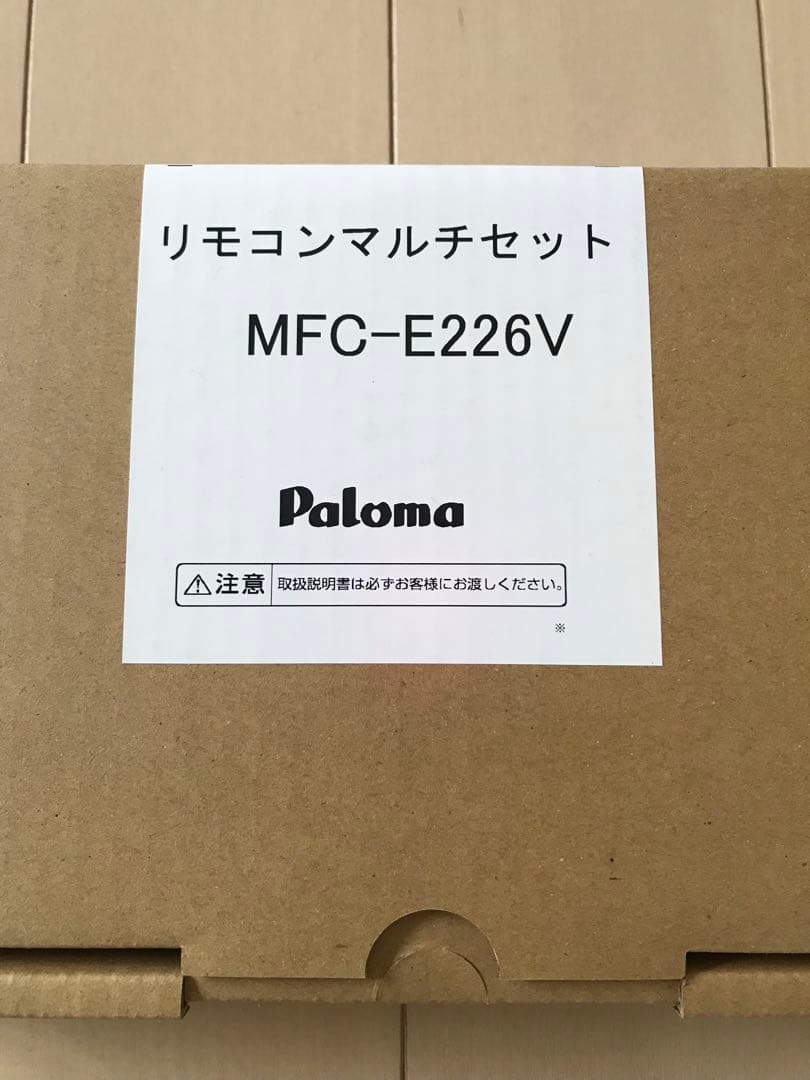 リモコンマルチセット
MFC-E226V
Paloma
⚠注意 取扱説明書は必ずお客様にお渡しください。
※